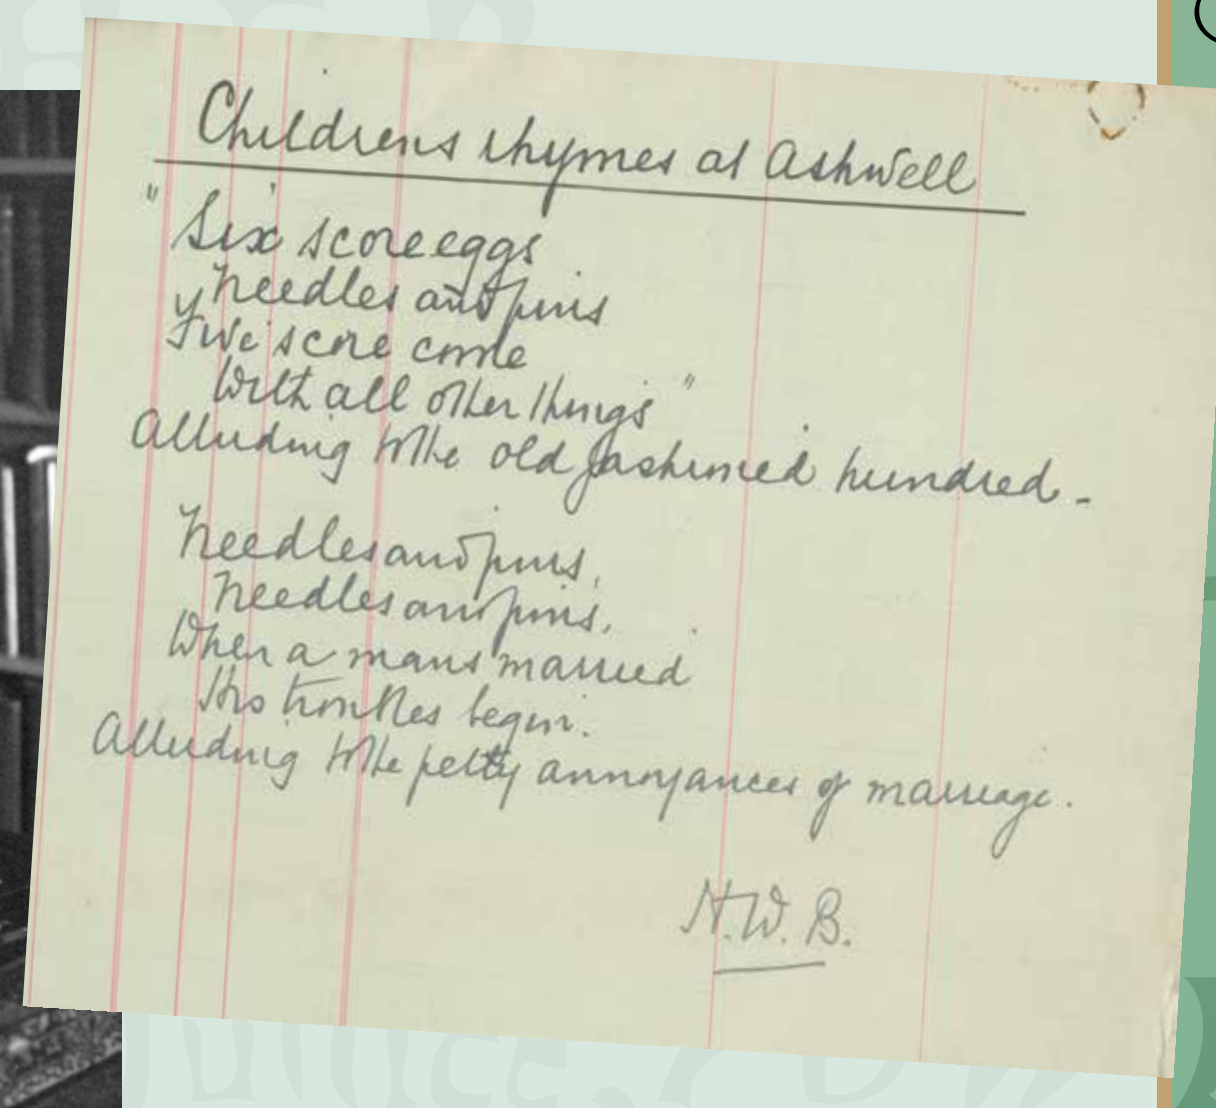 Childrens rhymes at Ashwell
"Six score eggs
Needles and pins
Five score come
With all other things"
Alluding to the old fashioned hundred -
Needles and pins,
Needles and pins,
When a mans married
His troubles begin.
Alluding to the petty annoyances of marriage.
H.W.B.